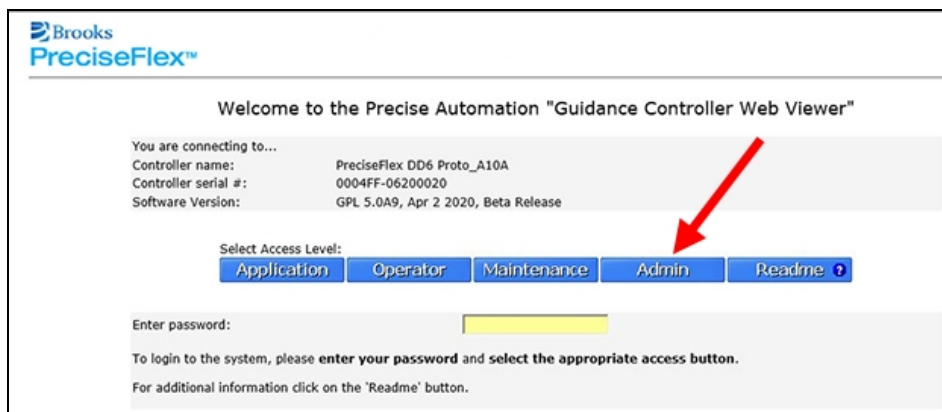 Brooks
PreciseFlex™
Welcome to the Precise Automation "Guidance Controller Web Viewer"
You are connecting to...
Controller name: PreciseFlex DD6 Proto_A10A
Controller serial #: 0004FF-06200020
Software Version: GPL 5.0A9, Apr 2 2020, Beta Release
Select Access Level:
Application Operator Maintenance Admin Readme ?
Enter password:
To login to the system, please enter your password and select the appropriate access button.
For additional information click on the 'Readme' button.